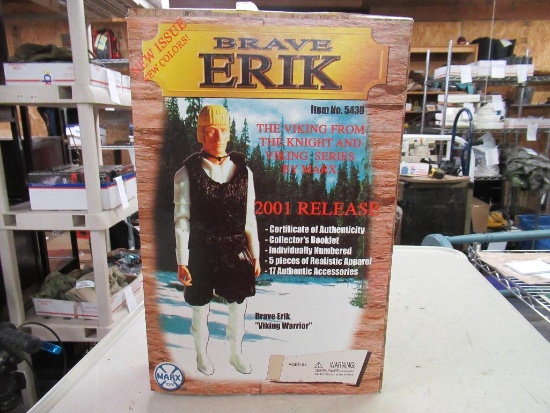 NEW ISSUE
NEW COLORS!
BRAVE
ERIK
Item No. 5430
THE VIKING FROM
THE KNIGHT AND
VIKING SERIES
BY MARX
2001 RELEASE
- Certificate of Authenticity
- Collector's Booklet
- Individually Numbered
- 5 pieces of Realistic Apparel
- 17 Authentic Accessories
Brave Erik
"Viking Warrior"
MARX
WARNING: